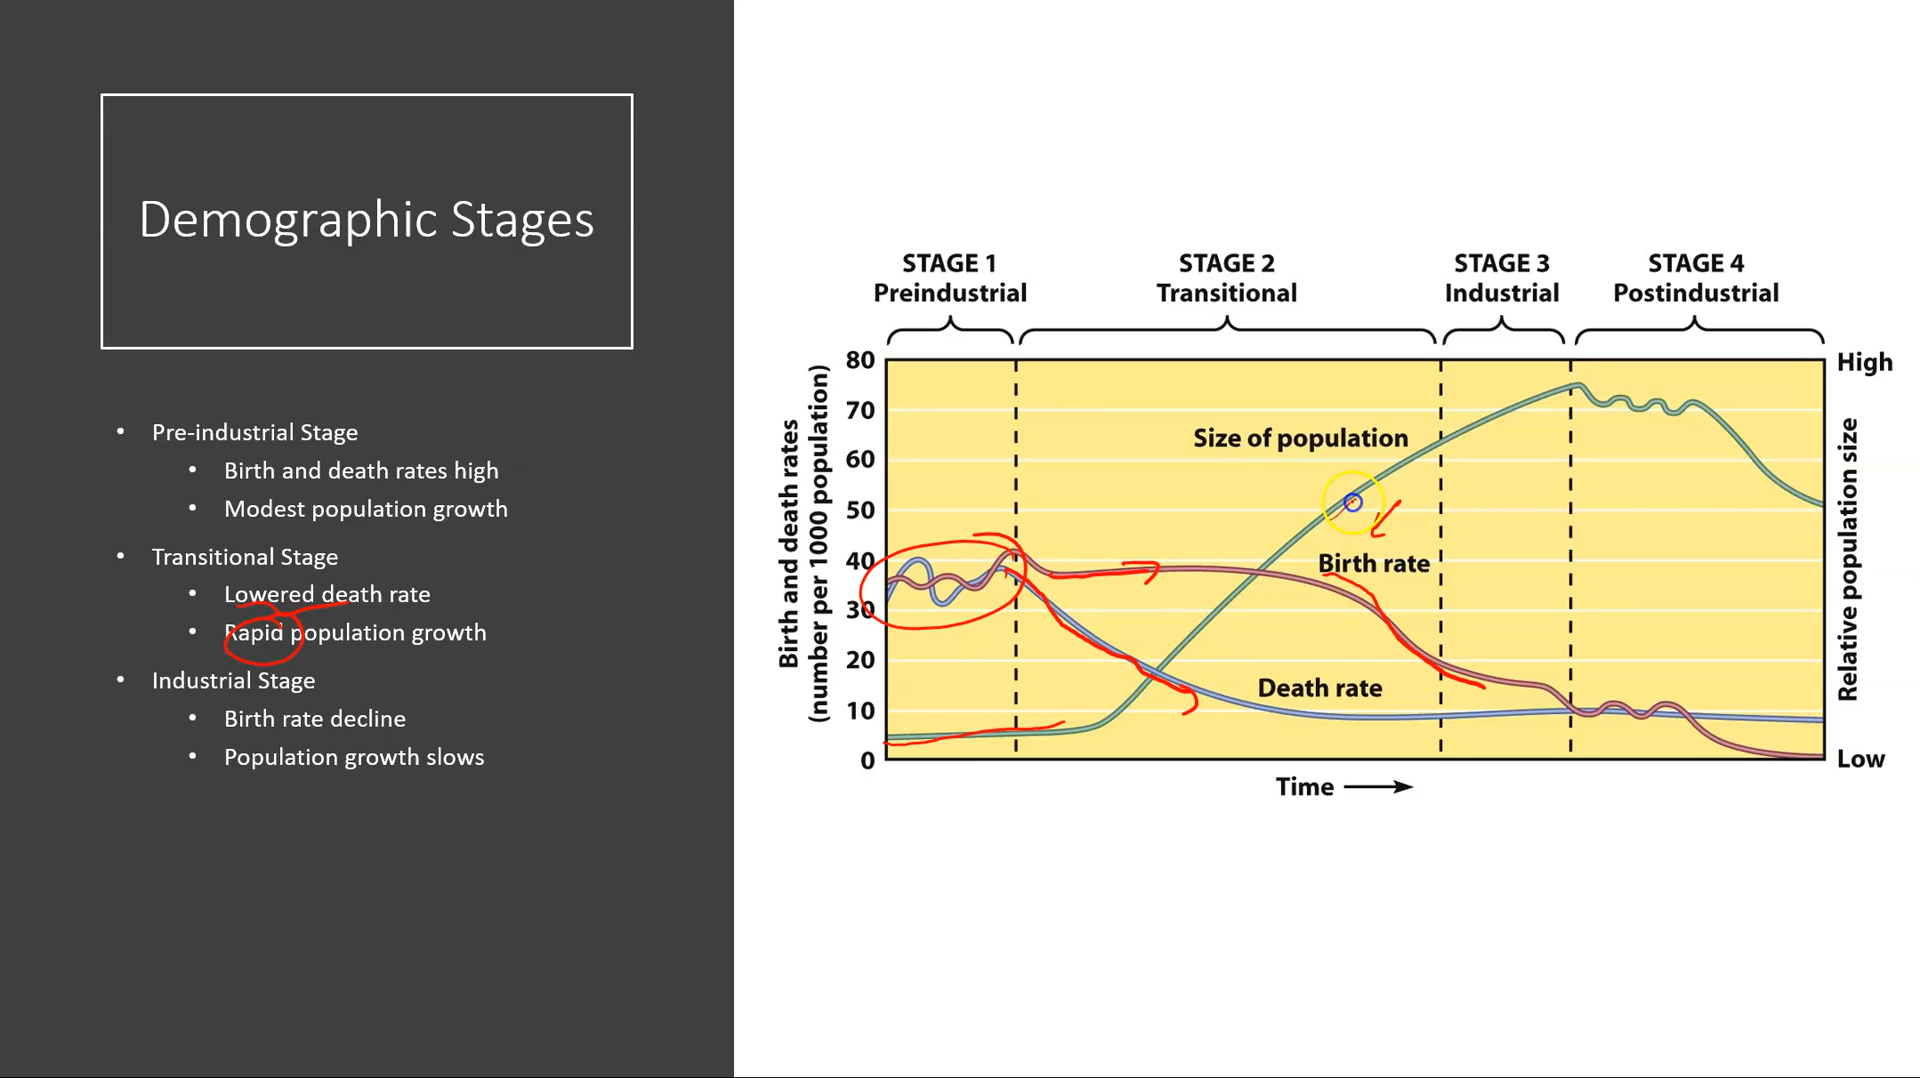 Demographic Stages
• Pre-industrial Stage
• Birth and death rates high
• Modest population growth
• Transitional Stage
• Lowered death rate
• Rapid population growth
• Industrial Stage
• Birth rate decline
• Population growth slows
STAGE 1
Preindustrial
STAGE 2
Transitional
STAGE 3
Industrial
STAGE 4
Postindustrial
Birth and death rates
(number per 1000 population)
80
70
60
50
40
30
20
10
0
Size of population
Birth rate
Death rate
High
Relative population size
Low
Time